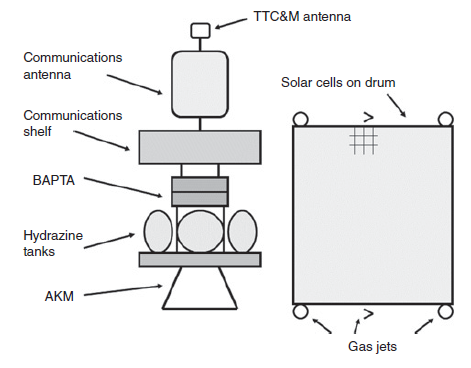 TTC&M antenna
Communications
antenna
Solar cells on drum
Communications
shelf
BAPTA
Hydrazine
tanks
AKM
Gas jets